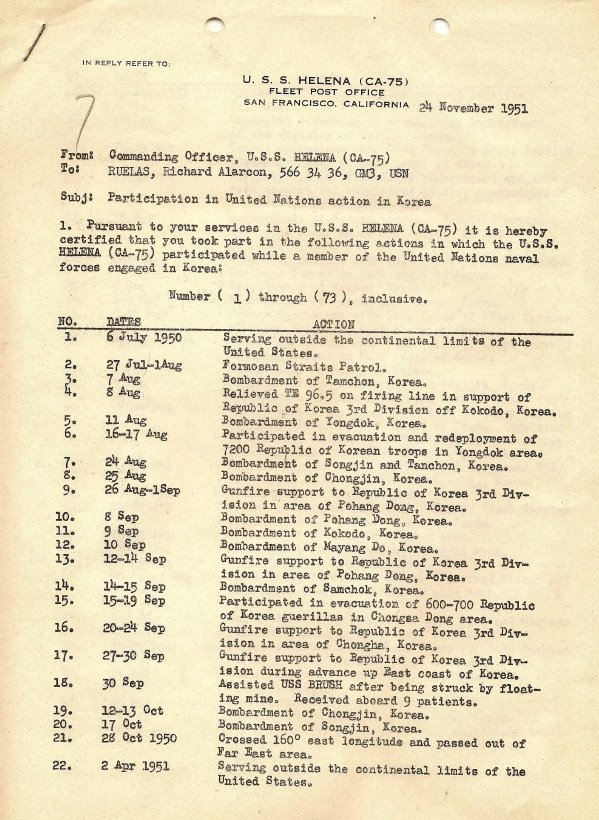 IN REPLY REFER TO:
U. S. S. HELENA (CA-75)
FLEET POST OFFICE
SAN FRANCISCO, CALIFORNIA 24 November 1951
7
From: Commanding Officer, U.S.S. HELENA (CA-75)
To: RUELAS, Richard Alarcon, 566 34 36, GM3, USN
Subj: Participation in United Nations action in Korea
1. Pursuant to your services in the U.S.S. HELENA (CA-75) it is hereby
certified that you took part in the following actions in which the U.S.S.
HELENA (CA-75) participated while a member of the United Nations naval
forces engaged in Korea:
Number ( 1) through (73), inclusive.
NO. DATES ACTION
1. 6 July 1950 Serving outside the continental limits of the
United States.
2. 27 Jul-1Aug Formosan Straits Patrol.
3. 7 Aug Bombardment of Tamchon, Korea.
4. 8 Aug Relieved TE 96.5 on firing line in support of
Republic of Korea 3rd Division off Kokodo, Korea.
5. 11 Aug Bombardment of Yongdok, Korea.
6. 16-17 Aug Participated in evacuation and redeployment of
7200 Republic of Korean troops in Yongdok area.
7. 24 Aug Bombardment of Songjin and Tanchon, Korea.
8. 25 Aug Bombardment of Chongjin, Korea.
9. 26 Aug-1Sep Gunfire support to Republic of Korea 3rd Div-
ision in area of Pohang Dong, Korea.
10. 8 Sep Bombardment of Pohang Dong, Korea.
11. 9 Sep Bombardment of Kokodo, Korea.
12. 10 Sep Bombardment of Mayang Do, Korea.
13. 12-14 Sep Gunfire support to Republic of Korea 3rd Div-
ision in area of Pohang Dong, Korea.
14. 14-15 Sep Bombardment of Samchok, Korea.
15. 15-19 Sep Participated in evacuation of 600-700 Republic
of Korea guerillas in Chongsa Dong area.
16. 20-24 Sep Gunfire support to Republic of Korea 3rd Div-
ision in area of Chongha, Korea.
17. 27-30 Sep Gunfire support to Republic of Korea 3rd Div-
ision during advance up East coast of Korea.
18. 30 Sep Assisted USS BRUSH after being struck by float-
ing mine. Received aboard 9 patients.
19. 12-13 Oct Bombardment of Chongjin, Korea.
20. 17 Oct Bombardment of Songjin, Korea.
21. 28 Oct 1950 Crossed 160° east longitude and passed out of
Far East area.
22. 2 Apr 1951 Serving outside the continental limits of the
United States.